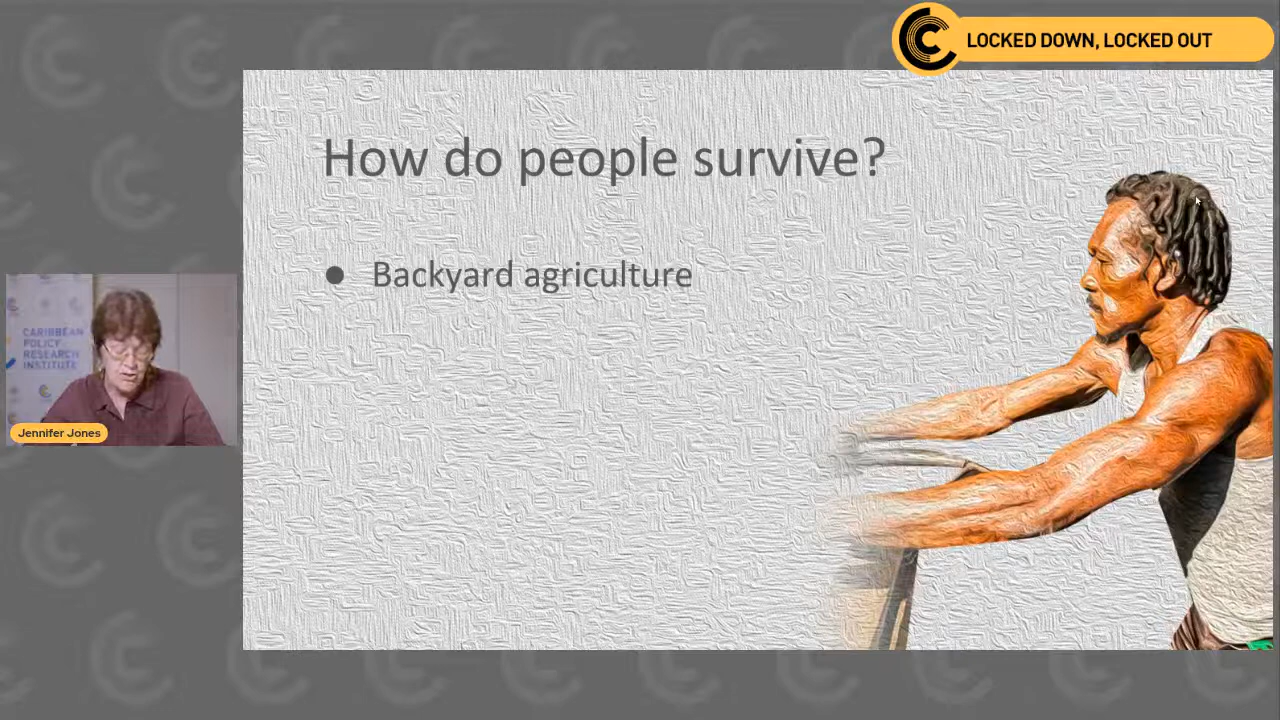 LOCKED DOWN, LOCKED OUT
How do people survive?
● Backyard agriculture
CARIBBEAN
POLICY
RESEARCH
INSTITUTE
Jennifer Jones